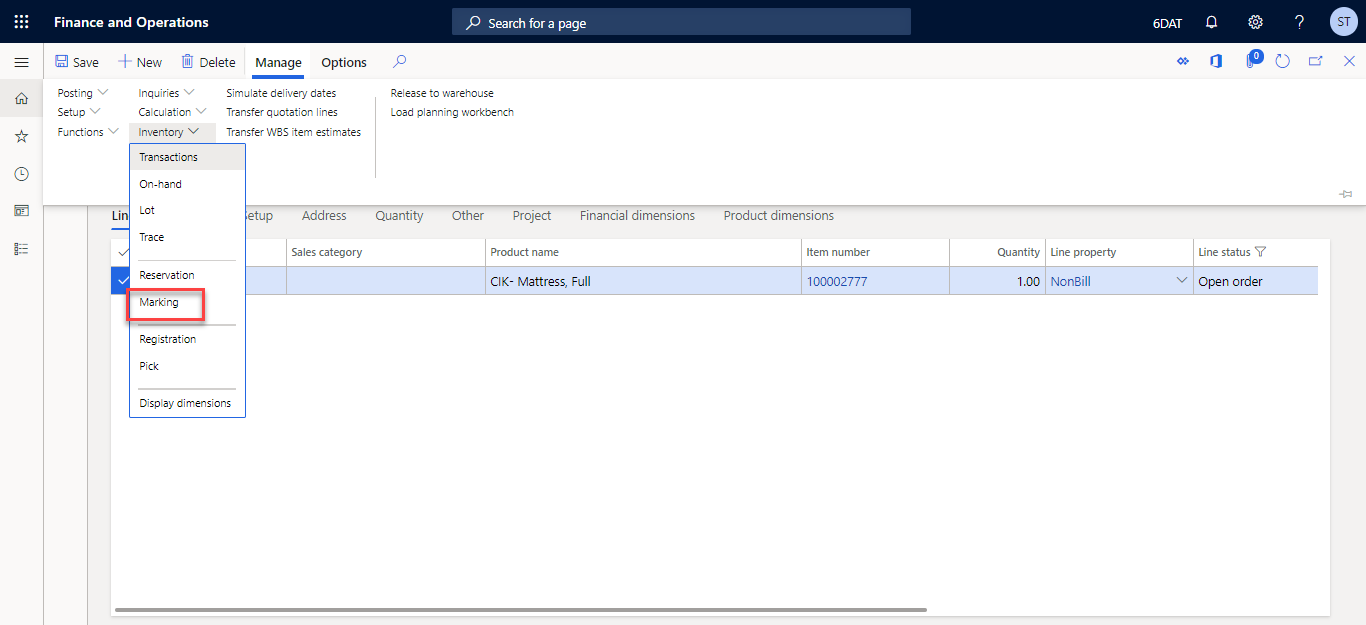 Finance and Operations
Search for a page
6DAT
ST
Save
New
Delete
Manage
Options
0
Posting
Inquiries
Simulate delivery dates
Release to warehouse
Setup
Calculation
Transfer quotation lines
Load planning workbench
Functions
Inventory
Transfer WBS item estimates
Transactions
On-hand
Lot
Trace
Reservation
Marking
Registration
Pick
Display dimensions
Lin
etup
Address
Quantity
Other
Project
Financial dimensions
Product dimensions
Sales category
Product name
Item number
Quantity
Line property
Line status
CIK- Mattress, Full
100002777
1.00
NonBill
Open order